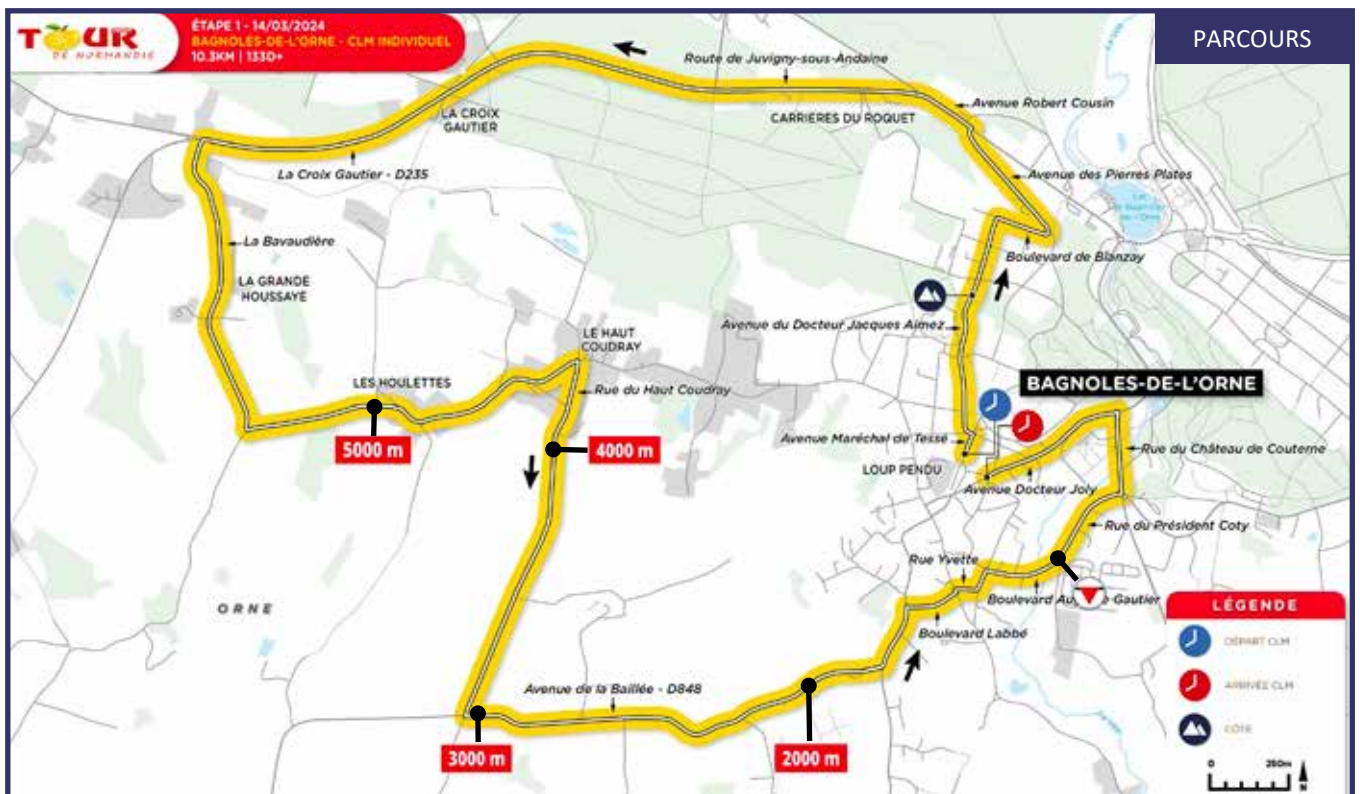 TOUR
DE NORMANDIE
ÉTAPE 1 - 14/03/2024
BAGNOLES-DE-L'ORNE - CLM INDIVIDUEL
10.3KM | 1330+
PARCOURS
Route de Juvigny-sous-Andaine
Avenue Robert Cousin
LA CROIX
GAUTIER
CARRIERES DU ROQUET
La Croix Gautier - D235
Avenue des Pierres Plates
La Bavaudière
Boulevard de Blanzay
LA GRANDE
HOUSSAYE
Avenue du Docteur Jacques Aimez
LE HAUT
COUDRAY
LES HOULETTES
Rue du Haut Coudray
BAGNOLES-DE-L'ORNE
Avenue Maréchal de Tessé
Rue du Château de Couterne
5000 m
4000 m
LOUP PENDU
Avenue Docteur Joly
Rue du Président Coty
Rue Yvette
ORNE
Boulevard Au e Gautier
Boulevard Labbé
Avenue de la Baillée - D848
3000 m
2000 m
LÉGENDE
DÉPART CLM
ARRIVÉE CLM
CÔTE
0 250m
N